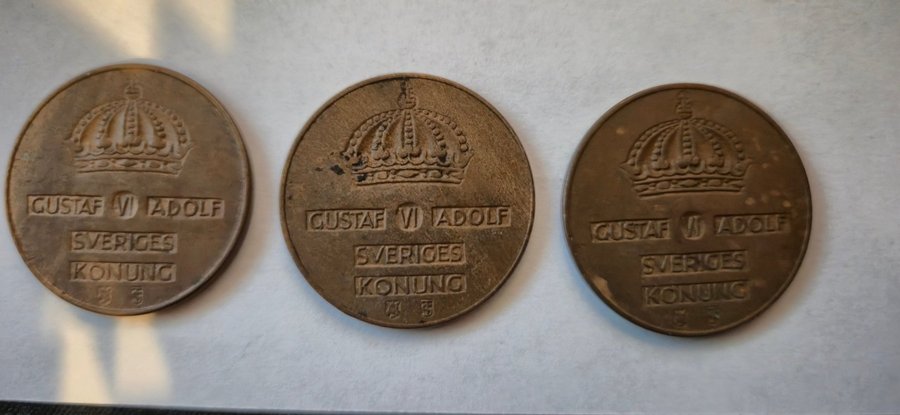 GUSTAF VI ADOLF
SVERIGES
KONUNG
GUSTAF VI ADOLF
SVERIGES
KONUNG
GUSTAF VI ADOLF
SVERIGES
KONUNG